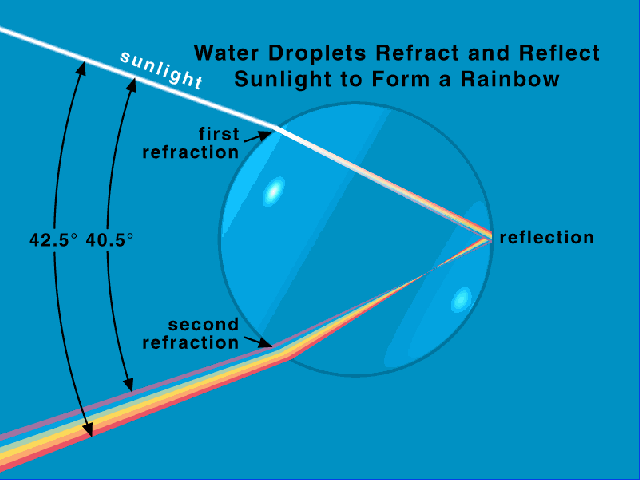 Water Droplets Refract and Reflect
Sunlight to Form a Rainbow
sunlight
first
refraction
42.5° 40.5°
reflection
second
refraction